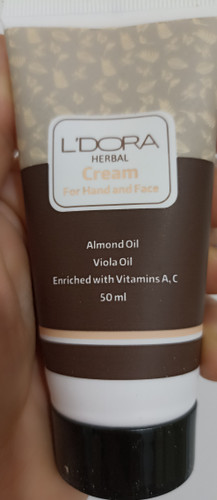 L'DORA
HERBAL
Cream
For Hand and Face
Almond Oil
Viola Oil
Enriched with Vitamins A, C
50 ml